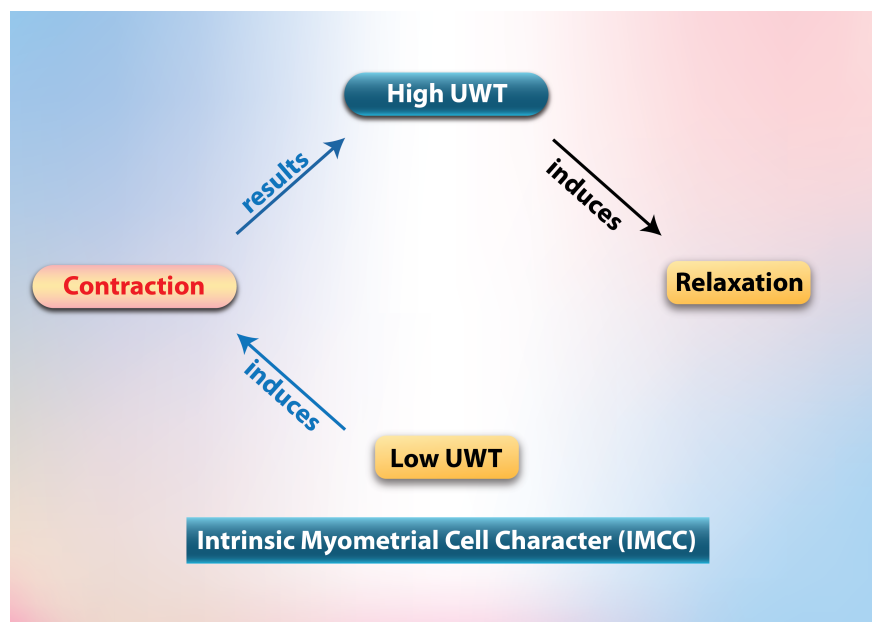 High UWT
results
induces
Contraction
Relaxation
induces
Low UWT
Intrinsic Myometrial Cell Character (IMCC)